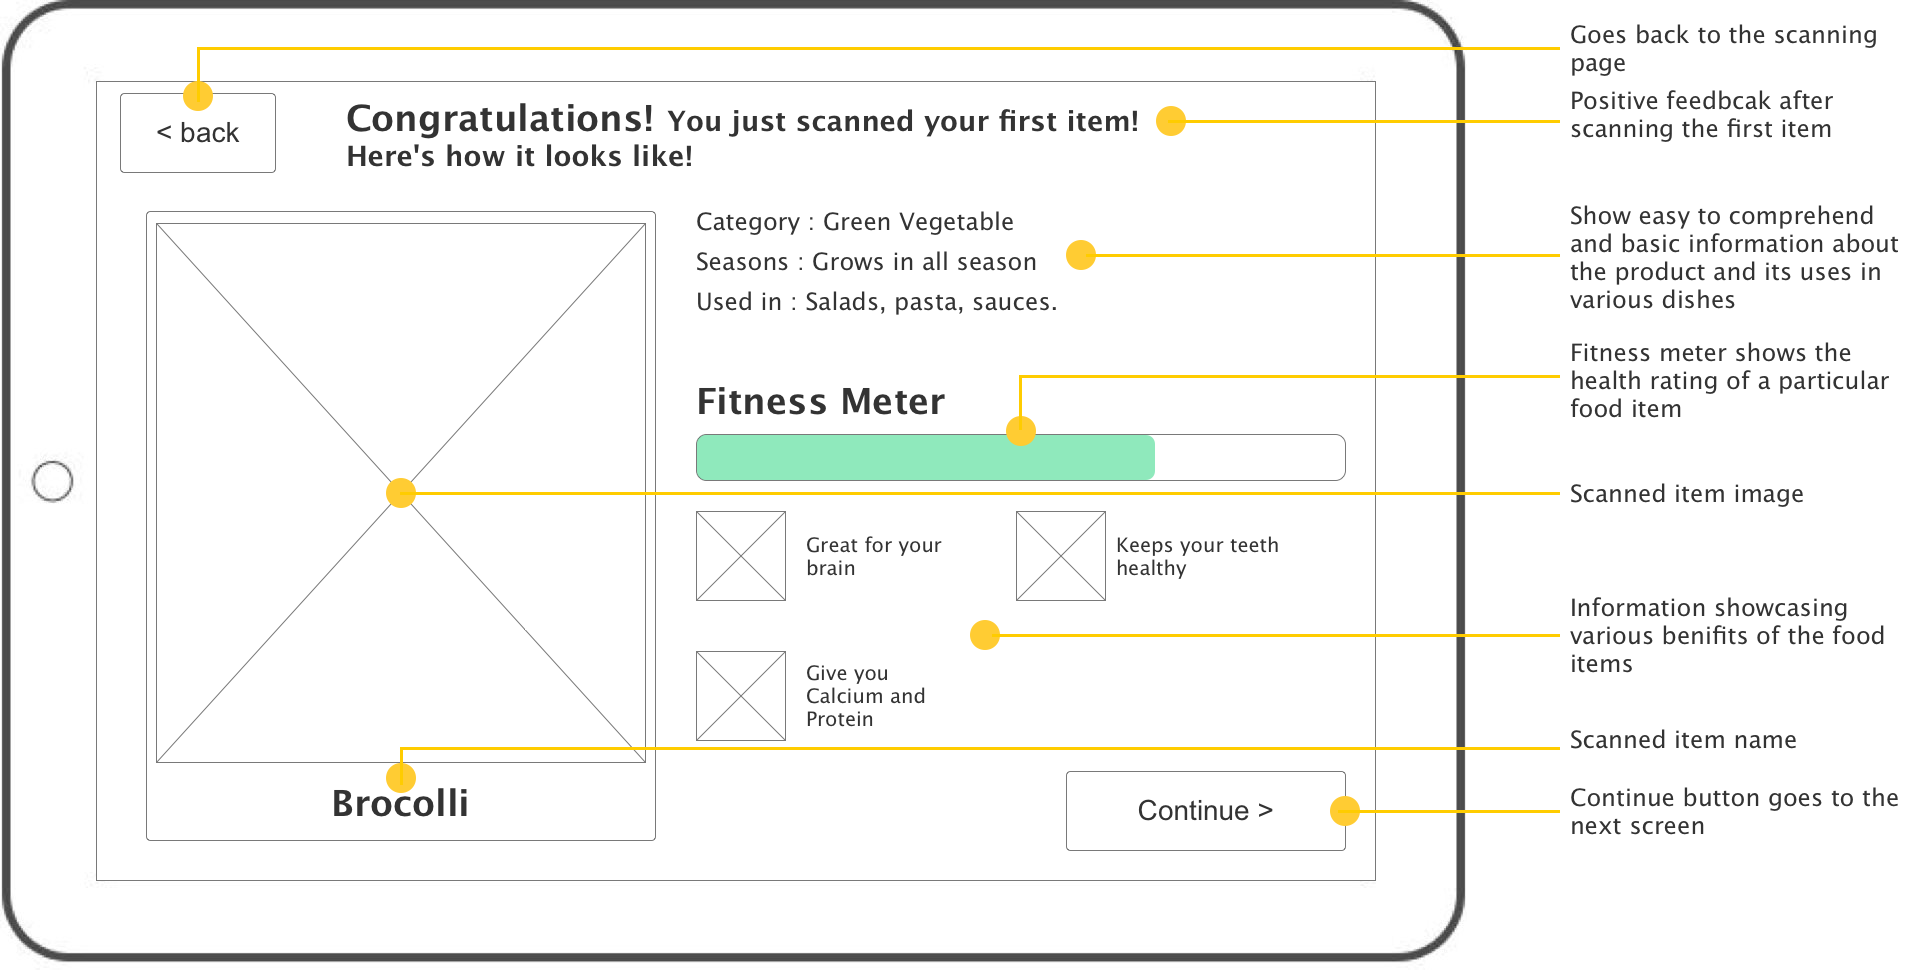 < back
Congratulations! You just scanned your first item!
Here's how it looks like!
Category : Green Vegetable
Seasons : Grows in all season
Used in : Salads, pasta, sauces.
Fitness Meter
Great for your
brain
Keeps your teeth
healthy
Give you
Calcium and
Protein
Brocolli
Continue >
Goes back to the scanning
page
Positive feedbcak after
scanning the first item
Show easy to comprehend
and basic information about
the product and its uses in
various dishes
Fitness meter shows the
health rating of a particular
food item
Scanned item image
Information showcasing
various benifits of the food
items
Scanned item name
Continue button goes to the
next screen